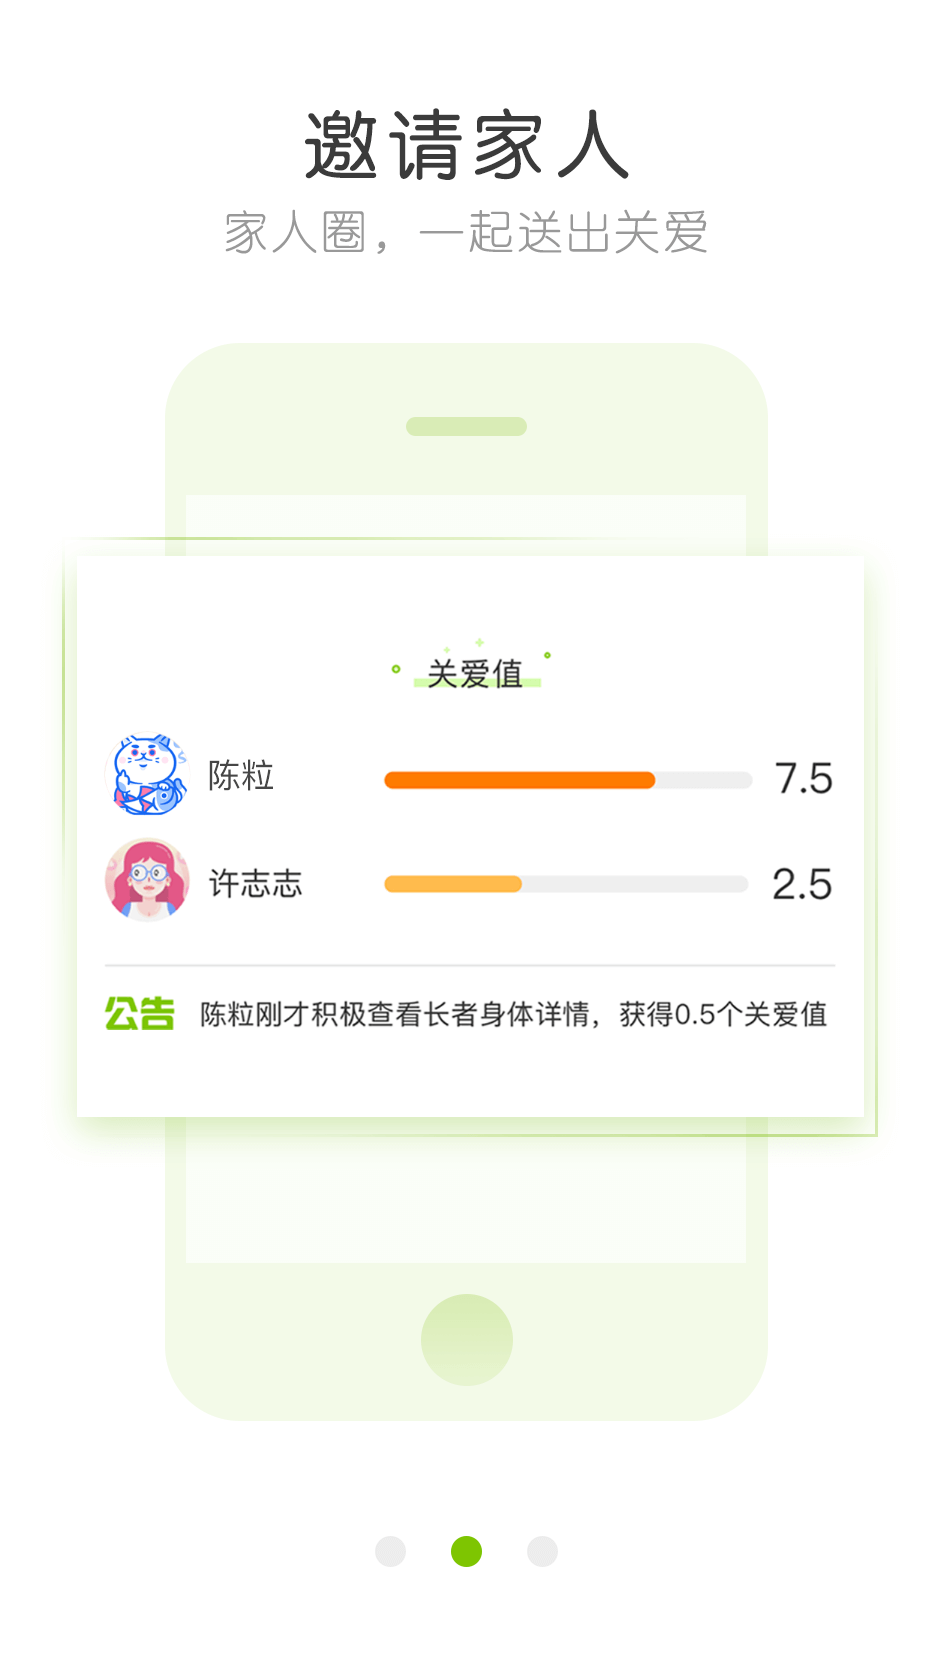 邀请家人
家人圈，一起送出关爱
关爱值
陈粒 7.5
许志志 2.5
公告 陈粒刚才积极查看长者身体详情，获得0.5个关爱值